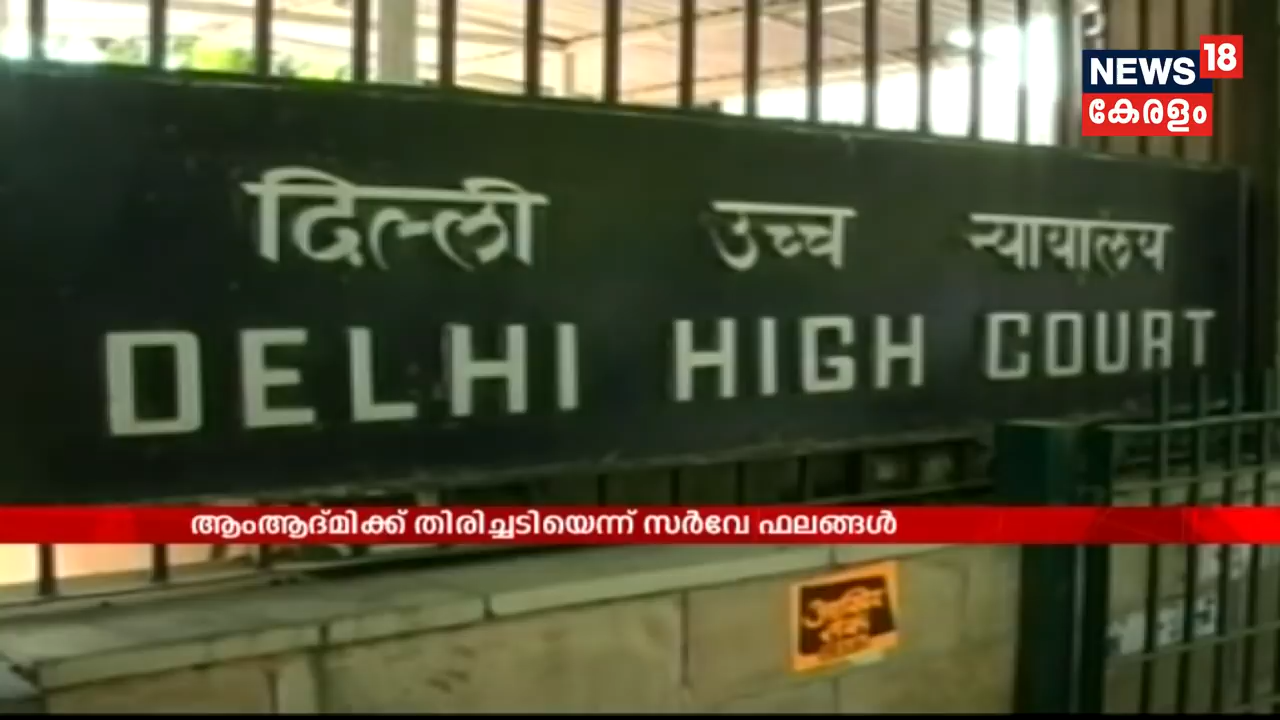 NEWS 18
കേരളം
दिल्ली उच्च न्यायालय
DELHI HIGH COURT
ആംആദ്മിക്ക് തിരിച്ചടിയെന്ന് സർവേ ഫലങ്ങൾ